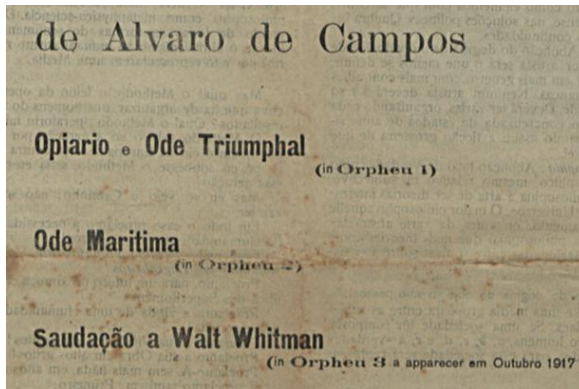 de Alvaro de Campos
Opiario e Ode Triumphal
(in Orpheu 1)
Ode Maritima
(in Orpheu 2)
Saudação a Walt Whitman
(in Orpheu 3 a apparecer em Outubro 1917